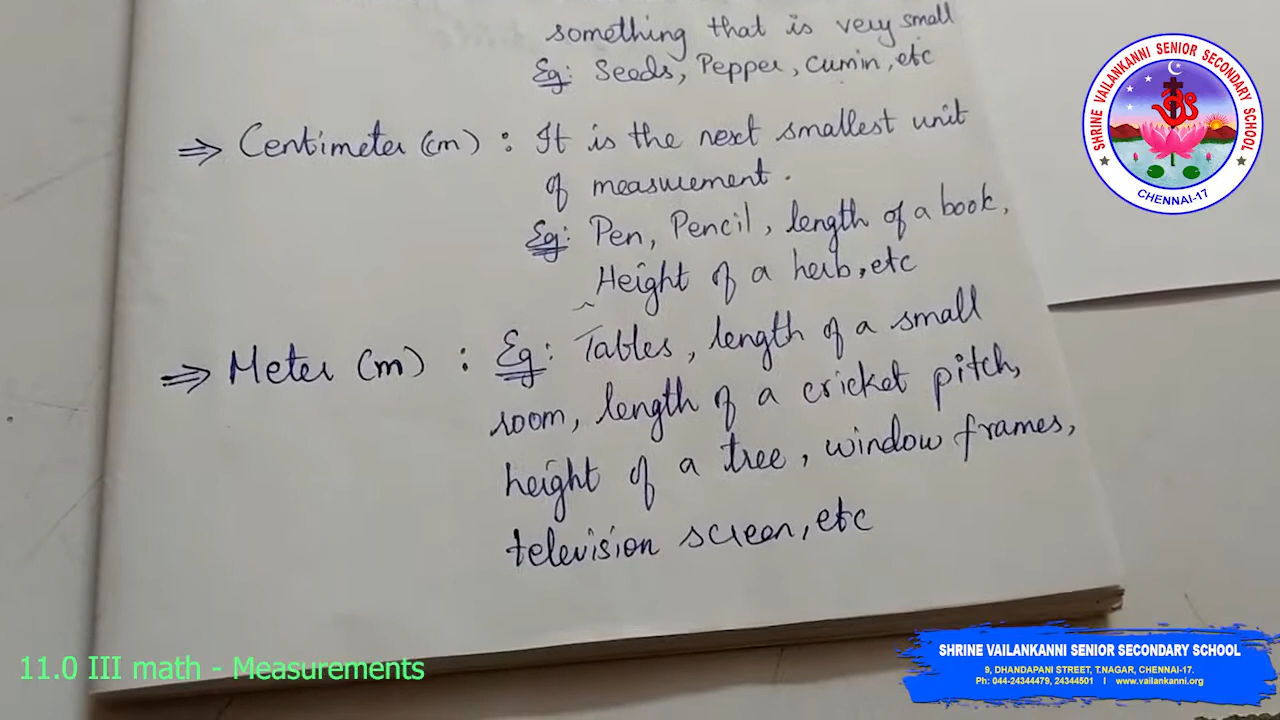 something that is very small
Eg: Seeds, Pepper, Cumin, etc
⇒ Centimeter (cm) : It is the next smallest unit
of measurement.
Eg: Pen, Pencil, length of a book,
Height of a herb, etc
⇒ Meter (m) : Eg: Tables, length of a small
room, length of a cricket pitch,
height of a tree, window frames,
television screen, etc
SHRINE VAILANKANNI SENIOR SECONDARY SCHOOL
CHENNAI-17
11.0 III math - Measurements
SHRINE VAILANKANNI SENIOR SECONDARY SCHOOL
9, DHANDAPANI STREET, T.NAGAR, CHENNAI-17.
Ph: 044-24344479, 24344501 I www.vailankanni.org